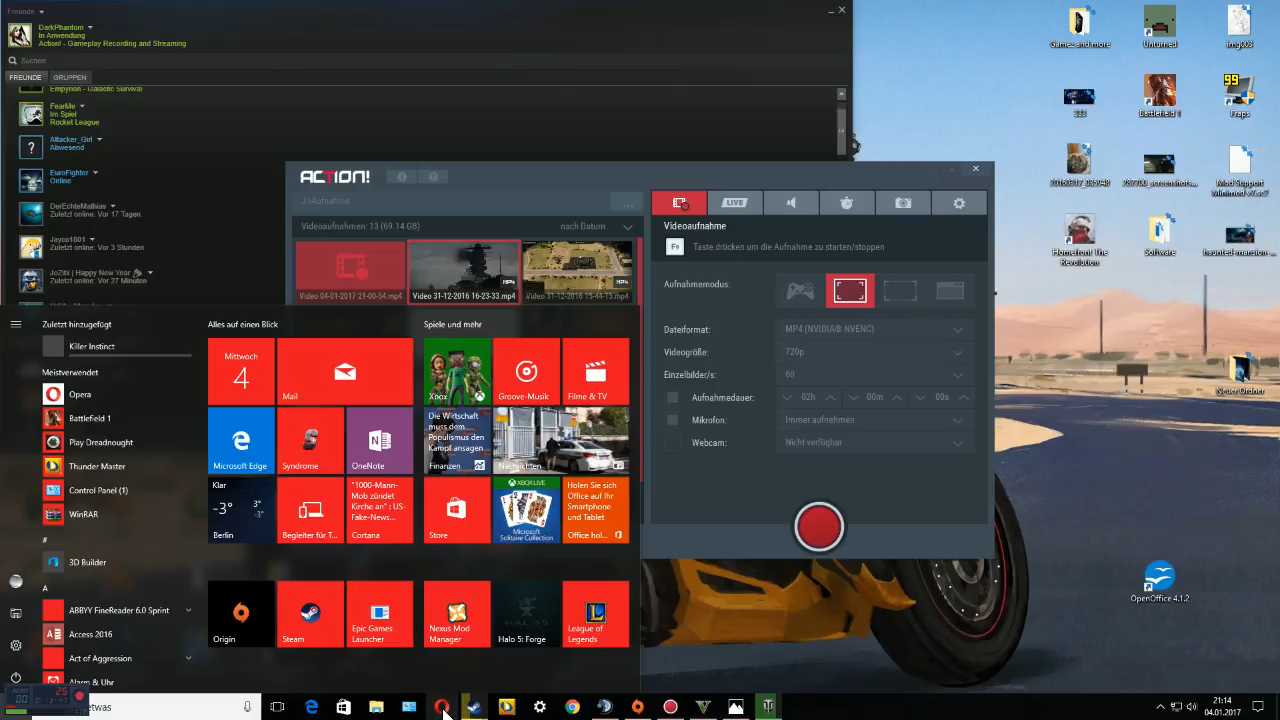 Freunde
DarkPhantom
In Anwendung
Action! - Gameplay Recording and Streaming
Suchen
FREUNDE GRUPPEN
Empyrion - Galactic Survival
FearMe
Im Spiel
Rocket League
Attacker_Girl
Abwesend
EuroFighter
Online
DerEchteMathias
Zuletzt online: Vor 17 Tagen
Jayco1801
Zuletzt online: Vor 3 Stunden
JoZibi | Happy New Year
Zuletzt online: Vor 27 Minuten
ACTION!
J:\Aufnahme
...
Videoaufnahmen: 13 (69.14 GB)
nach Datum
Video 04-01-2017 21-00-54.mp4
MP4
Video 31-12-2016 16-23-33.mp4
MP4
Video 31-12-2016 15-44-15.mp4
LIVE
Videoaufnahme
F9
Taste drücken um die Aufnahme zu starten/stoppen
Aufnahmemodus:
Dateiformat: MP4 (NVIDIA® NVENC)
Videogröße: 720p
Einzelbilder/s: 60
Aufnahmedauer: 02h 00m 00s
Mikrofon: Immer aufnehmen
Webcam: Nicht verfügbar
Gamez and more
Unturned
img003
333
Battlefield 1
99
Fraps
20160317_035948
287700_screenshots...
Mod Support Minimod v7.sc7
Homefront The Revolution
Software
haunted-mansion-...
Neuer Ordner
OpenOffice 4.1.2
Zuletzt hinzugefügt
Killer Instinct
Meistverwendet
Opera
Battlefield 1
Play Dreadnought
Thunder Master
Control Panel (1)
WinRAR
#
3D Builder
A
ABBYY FineReader 6.0 Sprint
Access 2016
Act of Aggression
Alarm & Uhr
Alles auf einen Blick
Mittwoch
4
Mail
Microsoft Edge
Syndrome
OneNote
Klar
-3°
3°
-3°
Berlin
Begleiter für T...
"1000-Mann-
Mob zündet
Kirche an" : US-
Fake-News...
Cortana
Origin
Steam
Epic Games
Launcher
Spiele und mehr
Xbox
Groove-Musik
Filme & TV
Die Wirtschaft
muss dem
Populismus den
Kampf ansagen
Finanzen
Nachrichten
Store
XBOX LIVE
Microsoft
Solitaire Collection
Holen Sie sich
Office auf Ihr
Smartphone
und Tablet
Office hol...
Nexus Mod
Manager
Halo 5: Forge
League of
Legends
25
00
etwas
21:14
04.01.2017